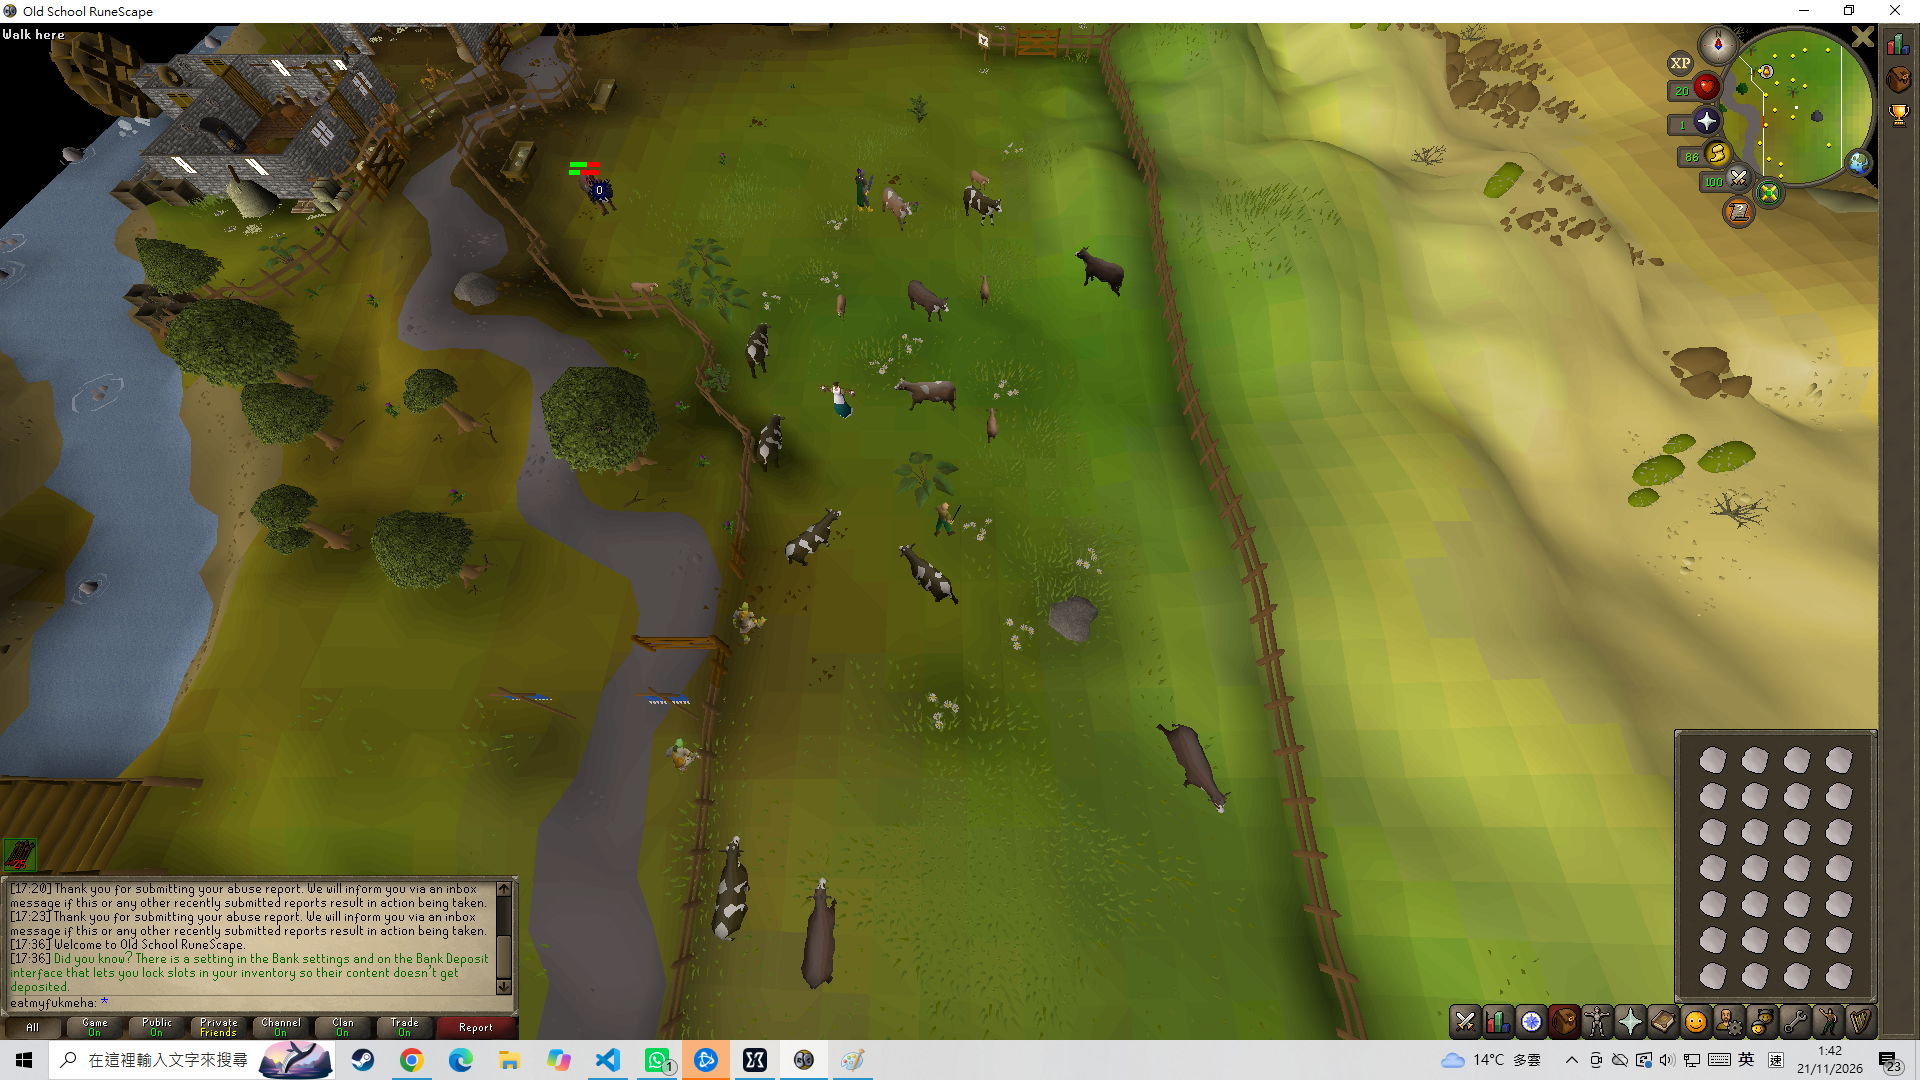 Old School RuneScape
Walk here
N
XP
20
1
86
100
0
25
[17:20] Thank you for submitting your abuse report. We will inform you via an inbox
message if this or any other recently submitted reports result in action being taken.
[17:23] Thank you for submitting your abuse report. We will inform you via an inbox
message if this or any other recently submitted reports result in action being taken.
[17:36] Welcome to Old School RuneScape.
[17:36] Did you know? There is a setting in the Bank settings and on the Bank Deposit
interface that lets you lock slots in your inventory so their content doesn't get
deposited.
eatmyfukmeha: *
All
Game
On
Public
On
Private
Friends
Channel
On
Clan
On
Trade
On
Report
在這裡輸入文字來搜尋
1
14°C 多雲
英
速
1:42
21/11/2026
23